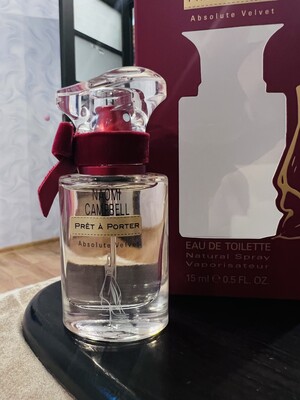 Absolute Velvet
NAOMI
CAMPBELL
PRÊT À PORTER
Absolute Velvet
EAU DE TOILETTE
Natural Spray
Vaporisateur
15 ml ℮ 0.5 FL. OZ.